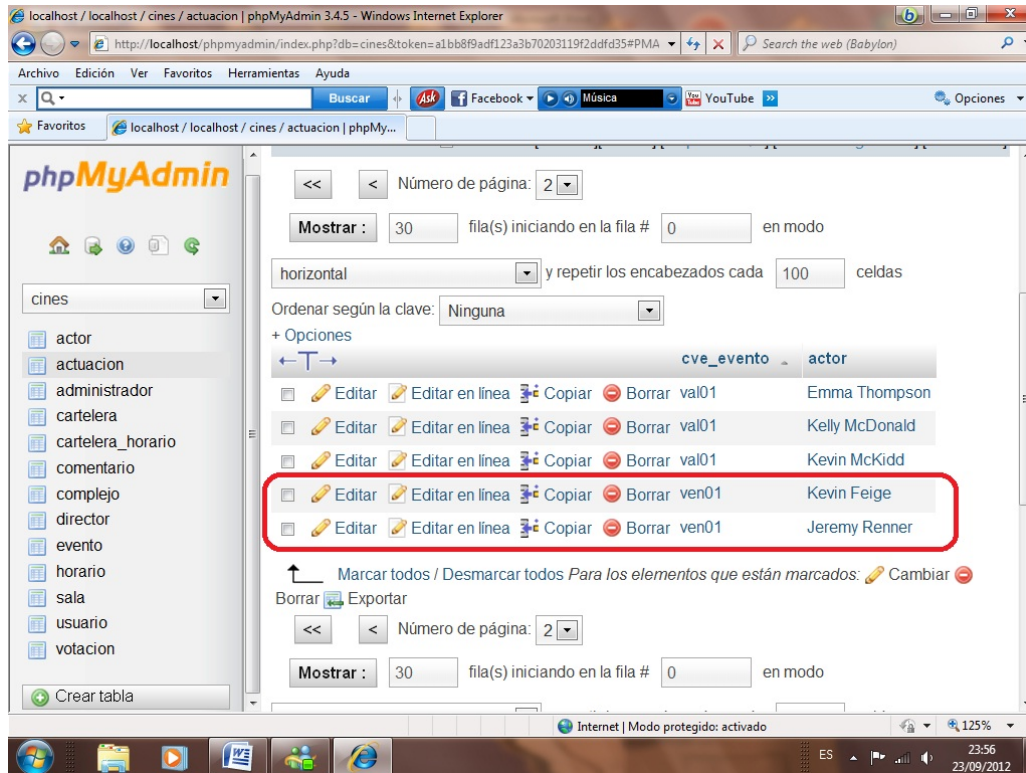 localhost / localhost / cines / actuacion | phpMyAdmin 3.4.5 - Windows Internet Explorer
http://localhost/phpmyadmin/index.php?db=cines&token=a1bb8f9adf123a3b70203119f2ddfd35#PMA
Search the web (Babylon)
Archivo Edición Ver Favoritos Herramientas Ayuda
x Buscar Ask Facebook Música YouTube Opciones
Favoritos localhost / localhost / cines / actuacion | phpMy...
phpMyAdmin
cines
actor
actuacion
administrador
cartelera
cartelera_horario
comentario
complejo
director
evento
horario
sala
usuario
votacion
Crear tabla
<< < Número de página: 2
Mostrar : 30 fila(s) iniciando en la fila # 0 en modo
horizontal y repetir los encabezados cada 100 celdas
Ordenar según la clave: Ninguna
+ Opciones
←T→ cve_evento actor
Editar Editar en línea Copiar Borrar val01 Emma Thompson
Editar Editar en línea Copiar Borrar val01 Kelly McDonald
Editar Editar en línea Copiar Borrar val01 Kevin McKidd
Editar Editar en línea Copiar Borrar ven01 Kevin Feige
Editar Editar en línea Copiar Borrar ven01 Jeremy Renner
Marcar todos / Desmarcar todos Para los elementos que están marcados: Cambiar
Borrar Exportar
<< < Número de página: 2
Mostrar : 30 fila(s) iniciando en la fila # 0 en modo
Internet | Modo protegido: activado
125%
ES
23:56
23/09/2012